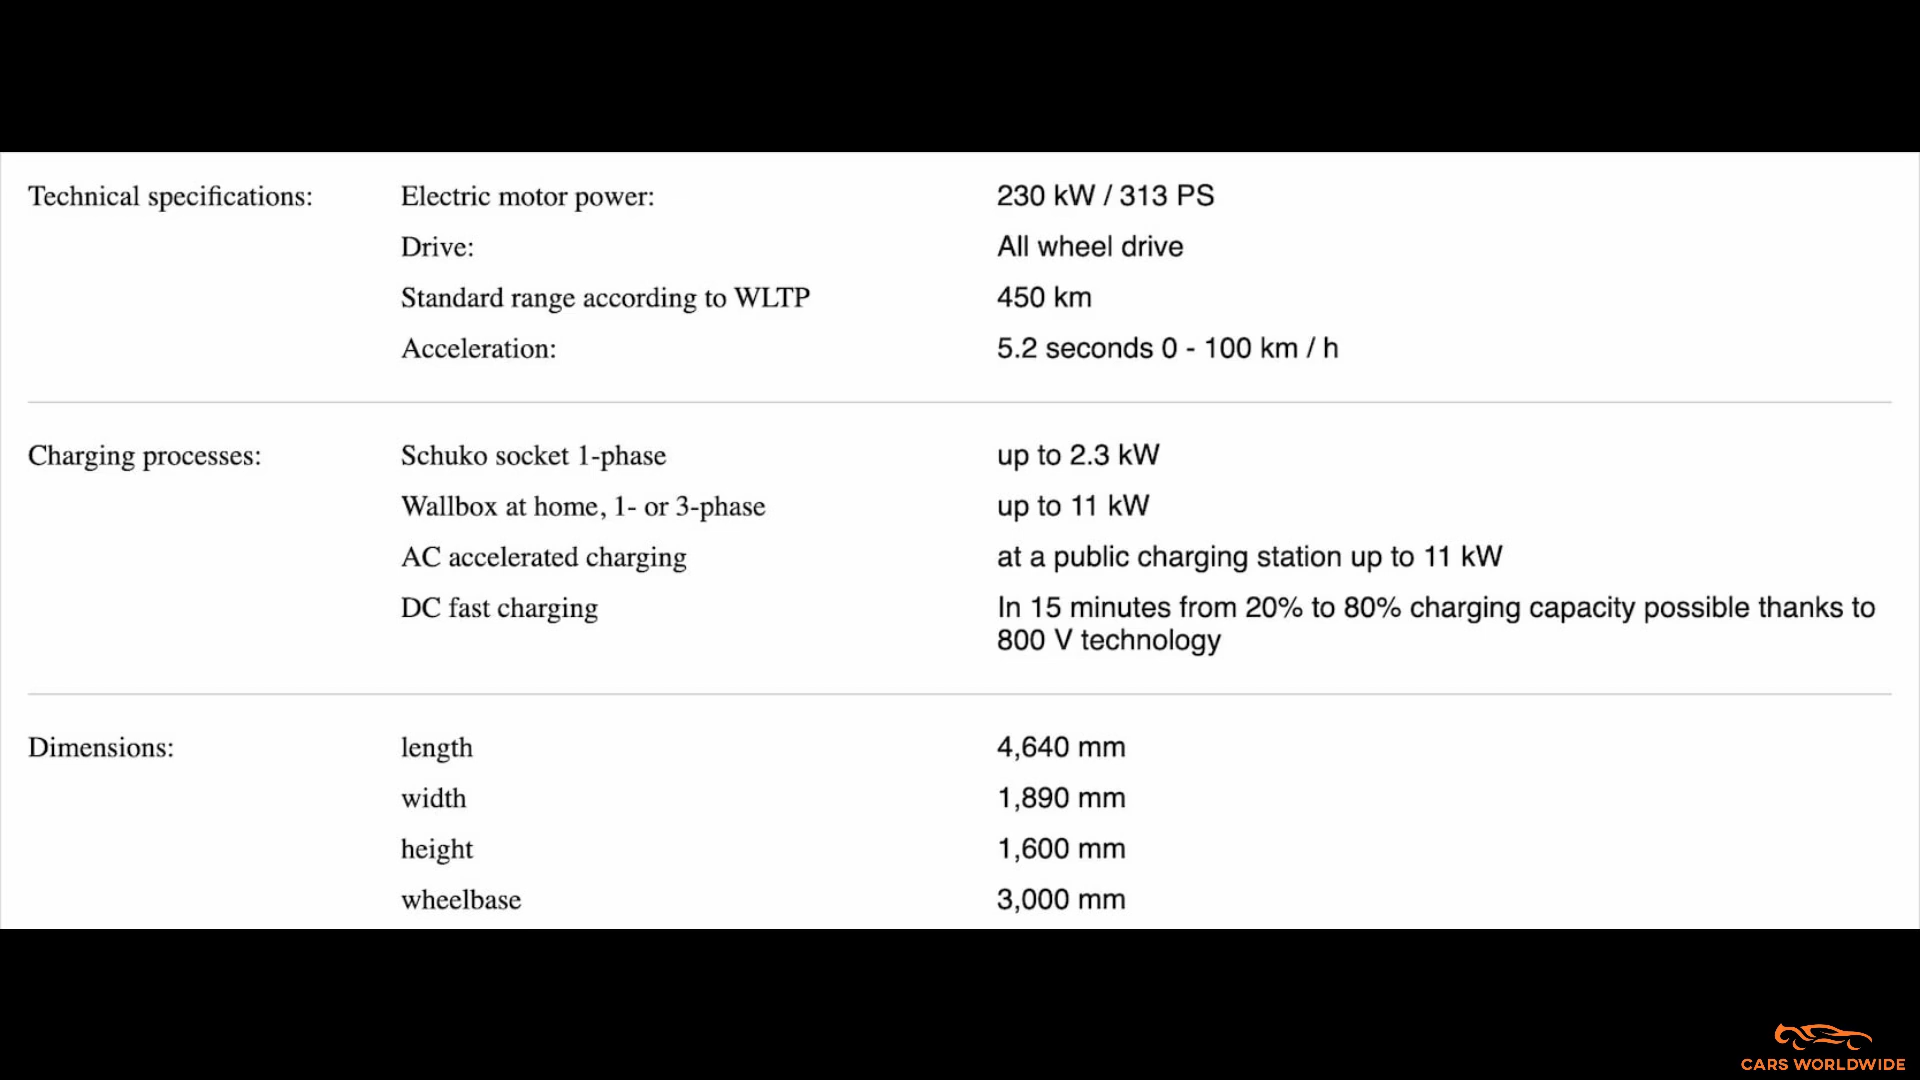 Technical specifications: Electric motor power: 230 kW / 313 PS
Drive: All wheel drive
Standard range according to WLTP 450 km
Acceleration: 5.2 seconds 0 - 100 km / h
Charging processes: Schuko socket 1-phase up to 2.3 kW
Wallbox at home, 1- or 3-phase up to 11 kW
AC accelerated charging at a public charging station up to 11 kW
DC fast charging In 15 minutes from 20% to 80% charging capacity possible thanks to
800 V technology
Dimensions: length 4,640 mm
width 1,890 mm
height 1,600 mm
wheelbase 3,000 mm
CARS WORLDWIDE